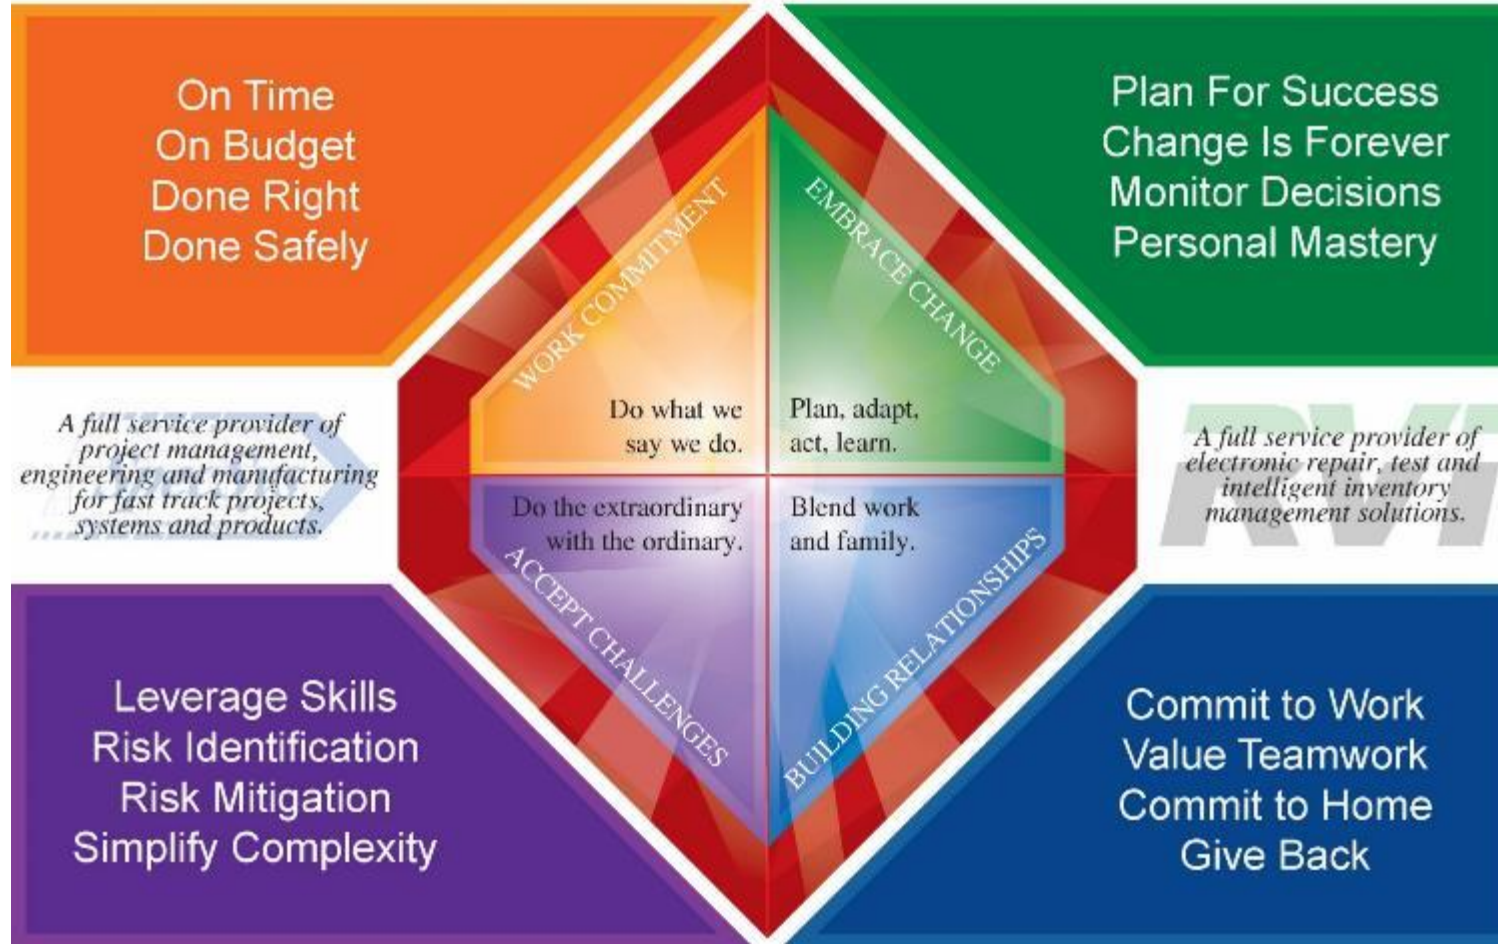 On Time
On Budget
Done Right
Done Safely
Plan For Success
Change Is Forever
Monitor Decisions
Personal Mastery
WORK COMMITMENT
EMBRACE CHANGE
Do what we
say we do.
Plan, adapt,
act, learn.
A full service provider of
project management,
engineering and manufacturing
for fast track projects,
systems and products.
RVI
A full service provider of
electronic repair, test and
intelligent inventory
management solutions.
Do the extraordinary
with the ordinary.
Blend work
and family.
ACCEPT CHALLENGES
BUILDING RELATIONSHIPS
Leverage Skills
Risk Identification
Risk Mitigation
Simplify Complexity
Commit to Work
Value Teamwork
Commit to Home
Give Back